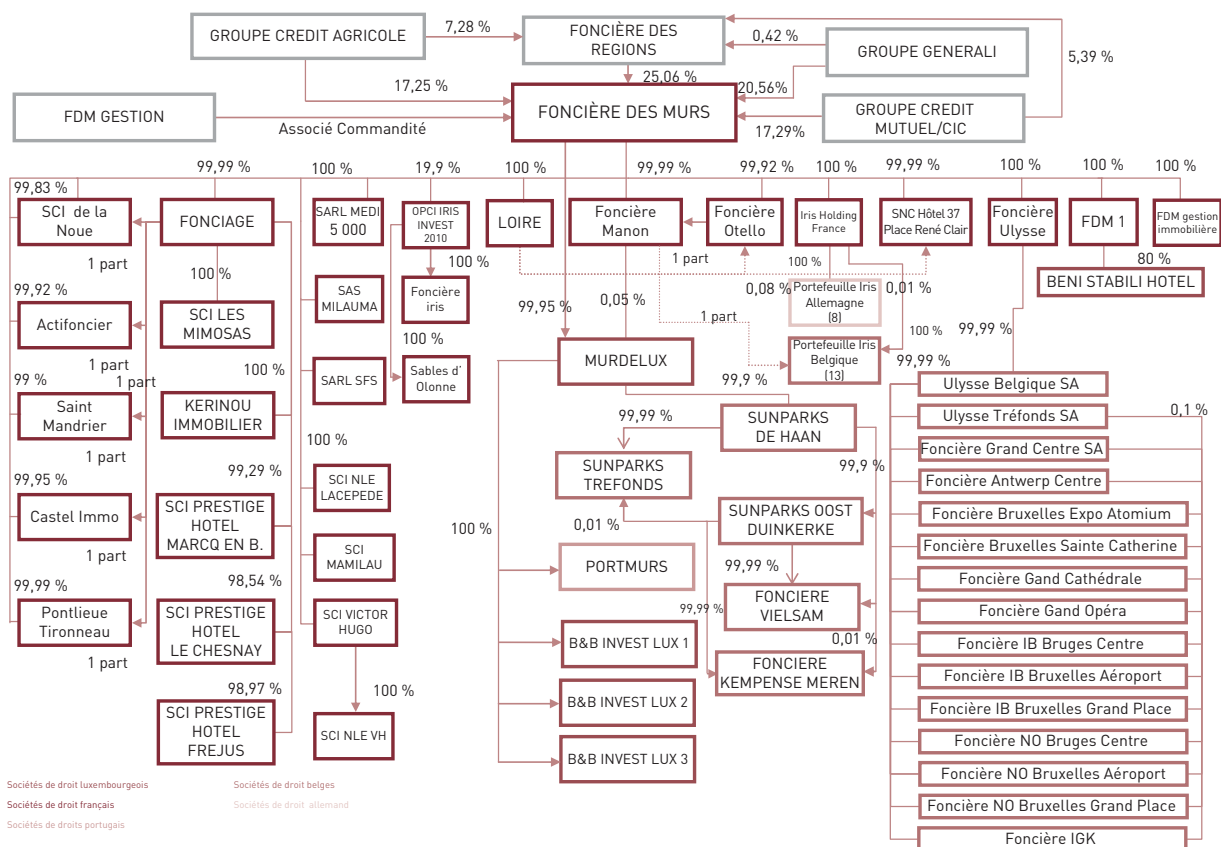 GROUPE CREDIT AGRICOLE
7,28 %
FONCIÈRE DES
REGIONS
0,42 %
GROUPE GENERALI
5,39 %
17,25 %
25,06 %
20,56%
FDM GESTION
Associé Commandité
FONCIÈRE DES MURS
17,29%
GROUPE CREDIT
MUTUEL/CIC
99,83 %
99,99 %
100 %
19,9 %
100 %
99,99 %
99,92 %
100 %
99,99 %
100 %
100 %
100 %
SCI de la
Noue
FONCIAGE
SARL MEDI
5 000
OPCI IRIS
INVEST
2010
LOIRE
Foncière
Manon
Foncière
Otello
Iris Holding
France
SNC Hôtel 37
Place René Clair
Foncière
Ulysse
FDM 1
FDM gestion
immobilière
1 part
100 %
100 %
1 part
100 %
80 %
99,92 %
Actifoncier
SCI LES
MIMOSAS
SAS
MILAUMA
Foncière
iris
99,95 %
0,05 %
0,08 %
Portefeuille Iris
Allemagne
(8)
0,01 %
BENI STABILI HOTEL
1 part
100 %
99,99 %
1 part
1 part
100 %
100 %
MURDELUX
Portefeuille Iris
Belgique
(13)
99,99 %
99 %
Saint
Mandrier
KERINOU
IMMOBILIER
SARL SFS
Sables d'
Olonne
99,9 %
Ulysse Belgique SA
99,99 %
SUNPARKS
DE HAAN
Ulysse Tréfonds SA
0,1 %
1 part
100 %
Foncière Grand Centre SA
99,95 %
99,29 %
SUNPARKS
TREFONDS
99,9 %
Foncière Antwerp Centre
Castel Immo
SCI PRESTIGE
HOTEL
MARCQ EN B.
SCI NLE
LACEPEDE
100 %
0,01 %
SUNPARKS OOST
DUINKERKE
Foncière Bruxelles Expo Atomium
Foncière Bruxelles Sainte Catherine
1 part
98,54 %
SCI
MAMILAU
PORTMURS
99,99 %
Foncière Gand Cathédrale
99,99 %
Pontlieue
Tironneau
SCI PRESTIGE
HOTEL
LE CHESNAY
SCI VICTOR
HUGO
99,99 %
FONCIERE
VIELSAM
Foncière Gand Opéra
B&B INVEST LUX 1
0,01 %
Foncière IB Bruges Centre
1 part
98,97 %
100 %
FONCIERE
KEMPENSE MEREN
Foncière IB Bruxelles Aéroport
SCI PRESTIGE
HOTEL
FREJUS
SCI NLE VH
B&B INVEST LUX 2
Foncière IB Bruxelles Grand Place
Foncière NO Bruges Centre
B&B INVEST LUX 3
Foncière NO Bruxelles Aéroport
Sociétés de droit luxembourgeois
Sociétés de droit belges
Sociétés de droit français
Sociétés de droit allemand
Foncière NO Bruxelles Grand Place
Sociétés de droits portugais
Foncière IGK